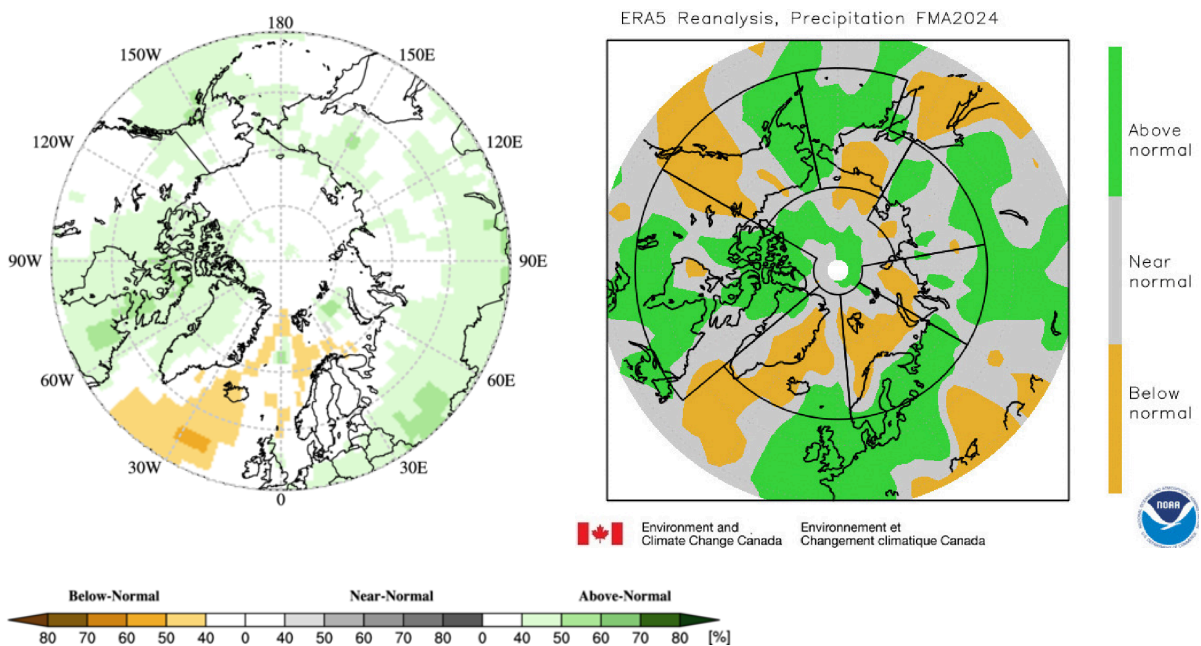 ERA5 Reanalysis, Precipitation FMA2024
180
150W
150E
120W
120E
90W
90E
60W
60E
30W
30E
0
Above
normal
Near
normal
Below
normal
NOAA
Environment and
Climate Change Canada
Environnement et
Changement climatique Canada
Below-Normal
Near-Normal
Above-Normal
80 70 60 50 40 0 40 50 60 70 80 0 40 50 60 70 80 [%]